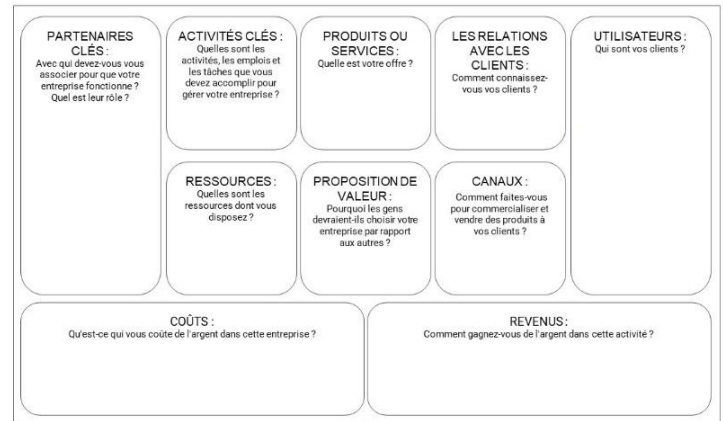 PARTENAIRES
CLÉS :
Avec qui devez-vous vous
associer pour que votre
entreprise fonctionne ?
Quel est leur rôle ?
ACTIVITÉS CLÉS :
Quelles sont les
activités, les emplois et
les tâches que vous
devez accomplir pour
gérer votre entreprise ?
PRODUITS OU
SERVICES :
Quelle est votre offre ?
LES RELATIONS
AVEC LES
CLIENTS :
Comment connaissez-
vous vos clients ?
UTILISATEURS :
Qui sont vos clients ?
RESSOURCES :
Quelles sont les
ressources dont vous
disposez ?
PROPOSITION DE
VALEUR :
Pourquoi les gens
devraient-ils choisir votre
entreprise par rapport
aux autres ?
CANAUX :
Comment faites-vous
pour commercialiser et
vendre des produits à
vos clients ?
COÛTS :
Qu'est-ce qui vous coûte de l'argent dans cette entreprise ?
REVENUS :
Comment gagnez-vous de l'argent dans cette activité ?